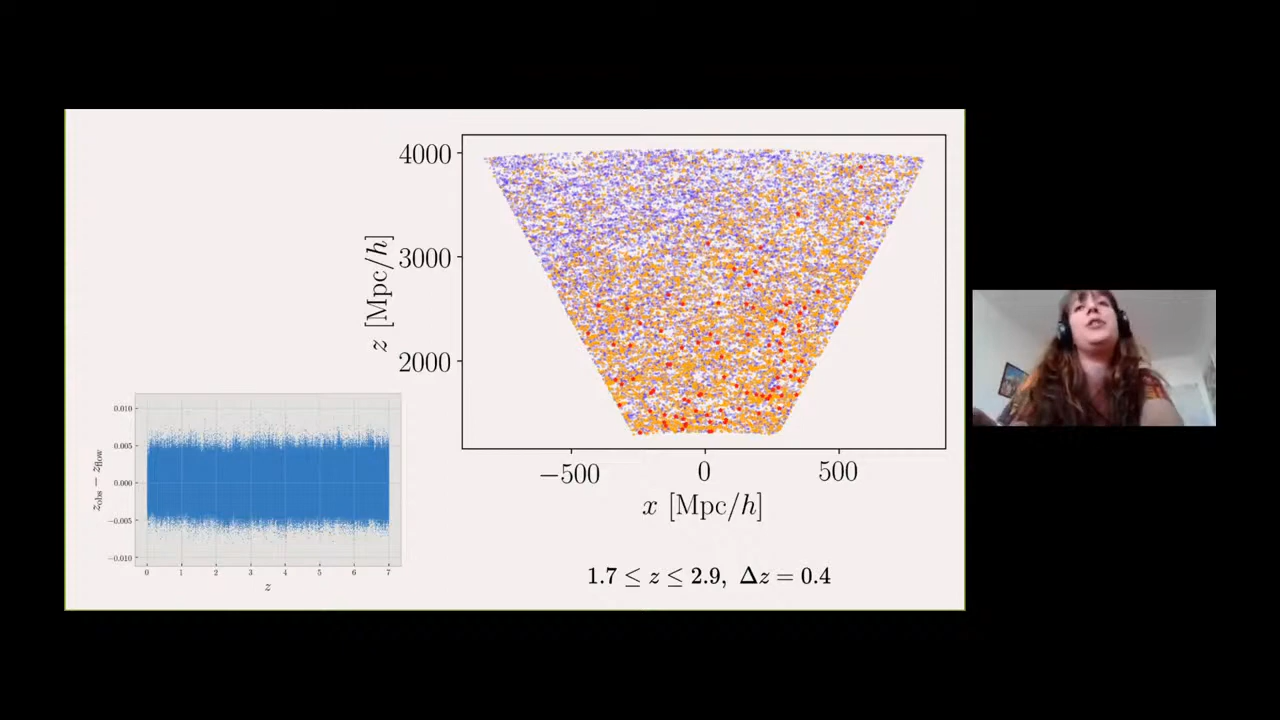 4000
3000
2000
z [Mpc/h]
−500
0
500
x [Mpc/h]
0.010
0.005
0.000
−0.005
−0.010
z_obs − z_flow
0 1 2 3 4 5 6 7
z
1.7 ≤ z ≤ 2.9, Δz = 0.4